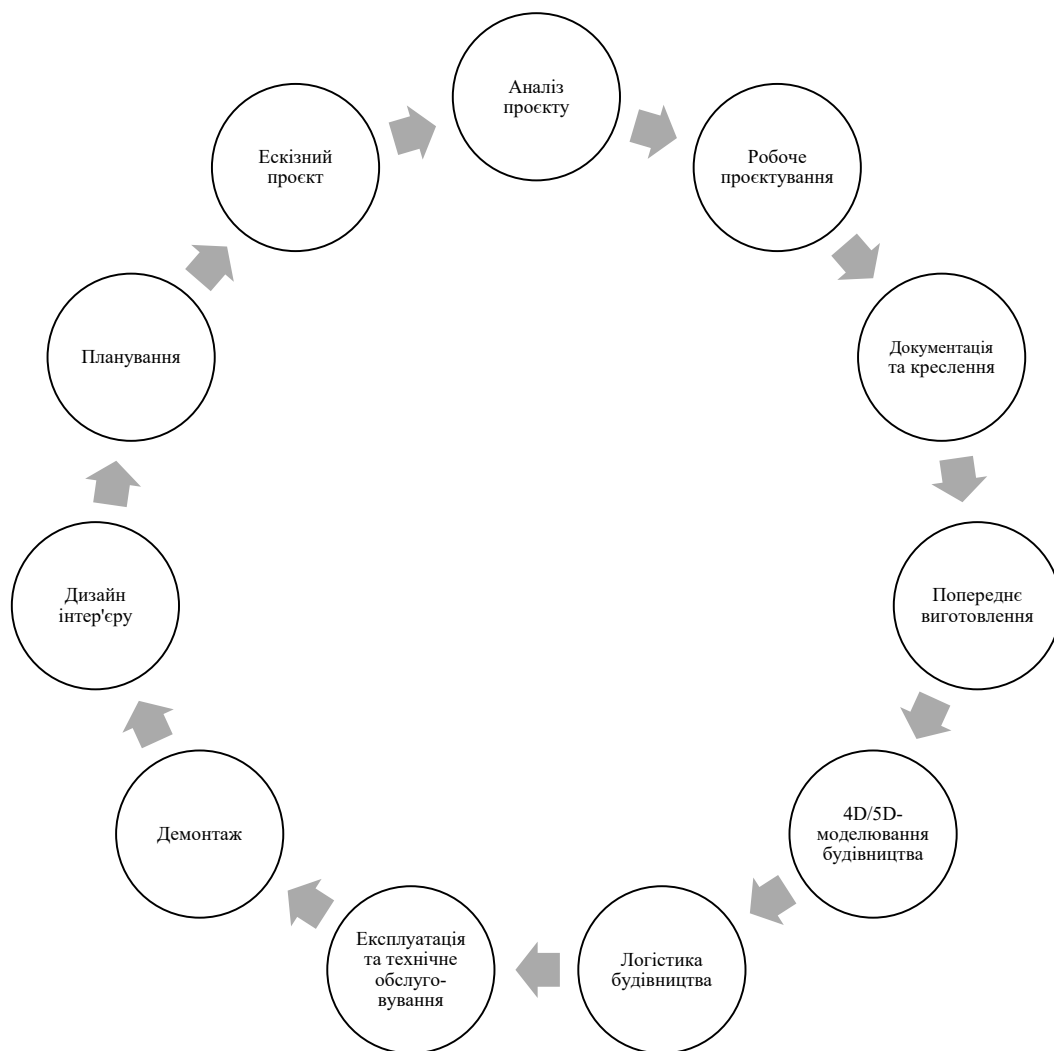 Аналіз
проєкту
Робоче
проєктування
Документація
та креслення
Попереднє
виготовлення
4D/5D-
моделювання
будівництва
Логістика
будівництва
Експлуатація
та технічне
обслуго-
вування
Демонтаж
Дизайн
інтер'єру
Планування
Ескізний
проєкт